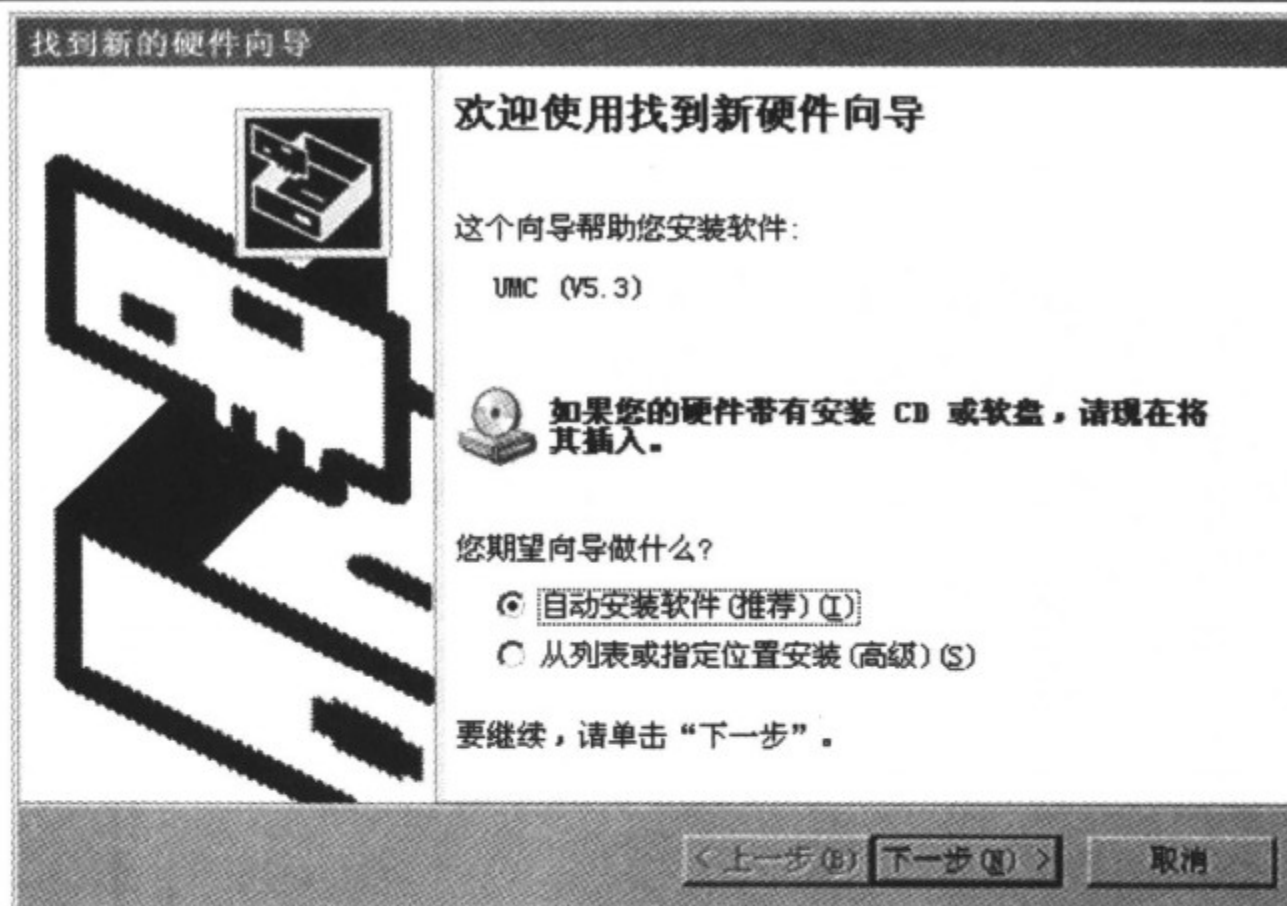 找到新的硬件向导
欢迎使用找到新硬件向导
这个向导帮助您安装软件:
UMC (V5.3)
如果您的硬件带有安装 CD 或软盘，请现在将
其插入。
您期望向导做什么?
自动安装软件(推荐)(I)
从列表或指定位置安装(高级)(S)
要继续，请单击“下一步”。
< 上一步(B) 下一步(N) > 取消